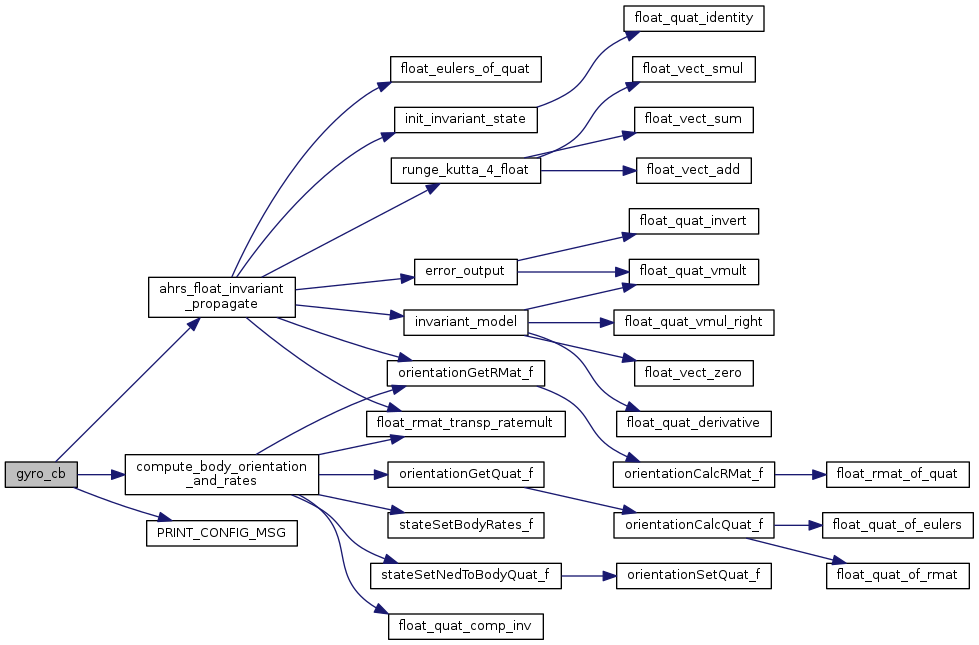 float_quat_identity
float_eulers_of_quat
float_vect_smul
init_invariant_state
float_vect_sum
runge_kutta_4_float
float_vect_add
float_quat_invert
error_output
float_quat_vmult
ahrs_float_invariant
_propagate
invariant_model
float_quat_vmul_right
orientationGetRMat_f
float_vect_zero
float_rmat_transp_ratemult
float_quat_derivative
gyro_cb
compute_body_orientation
_and_rates
orientationGetQuat_f
orientationCalcRMat_f
float_rmat_of_quat
PRINT_CONFIG_MSG
stateSetBodyRates_f
orientationCalcQuat_f
float_quat_of_eulers
stateSetNedToBodyQuat_f
orientationSetQuat_f
float_quat_of_rmat
float_quat_comp_inv